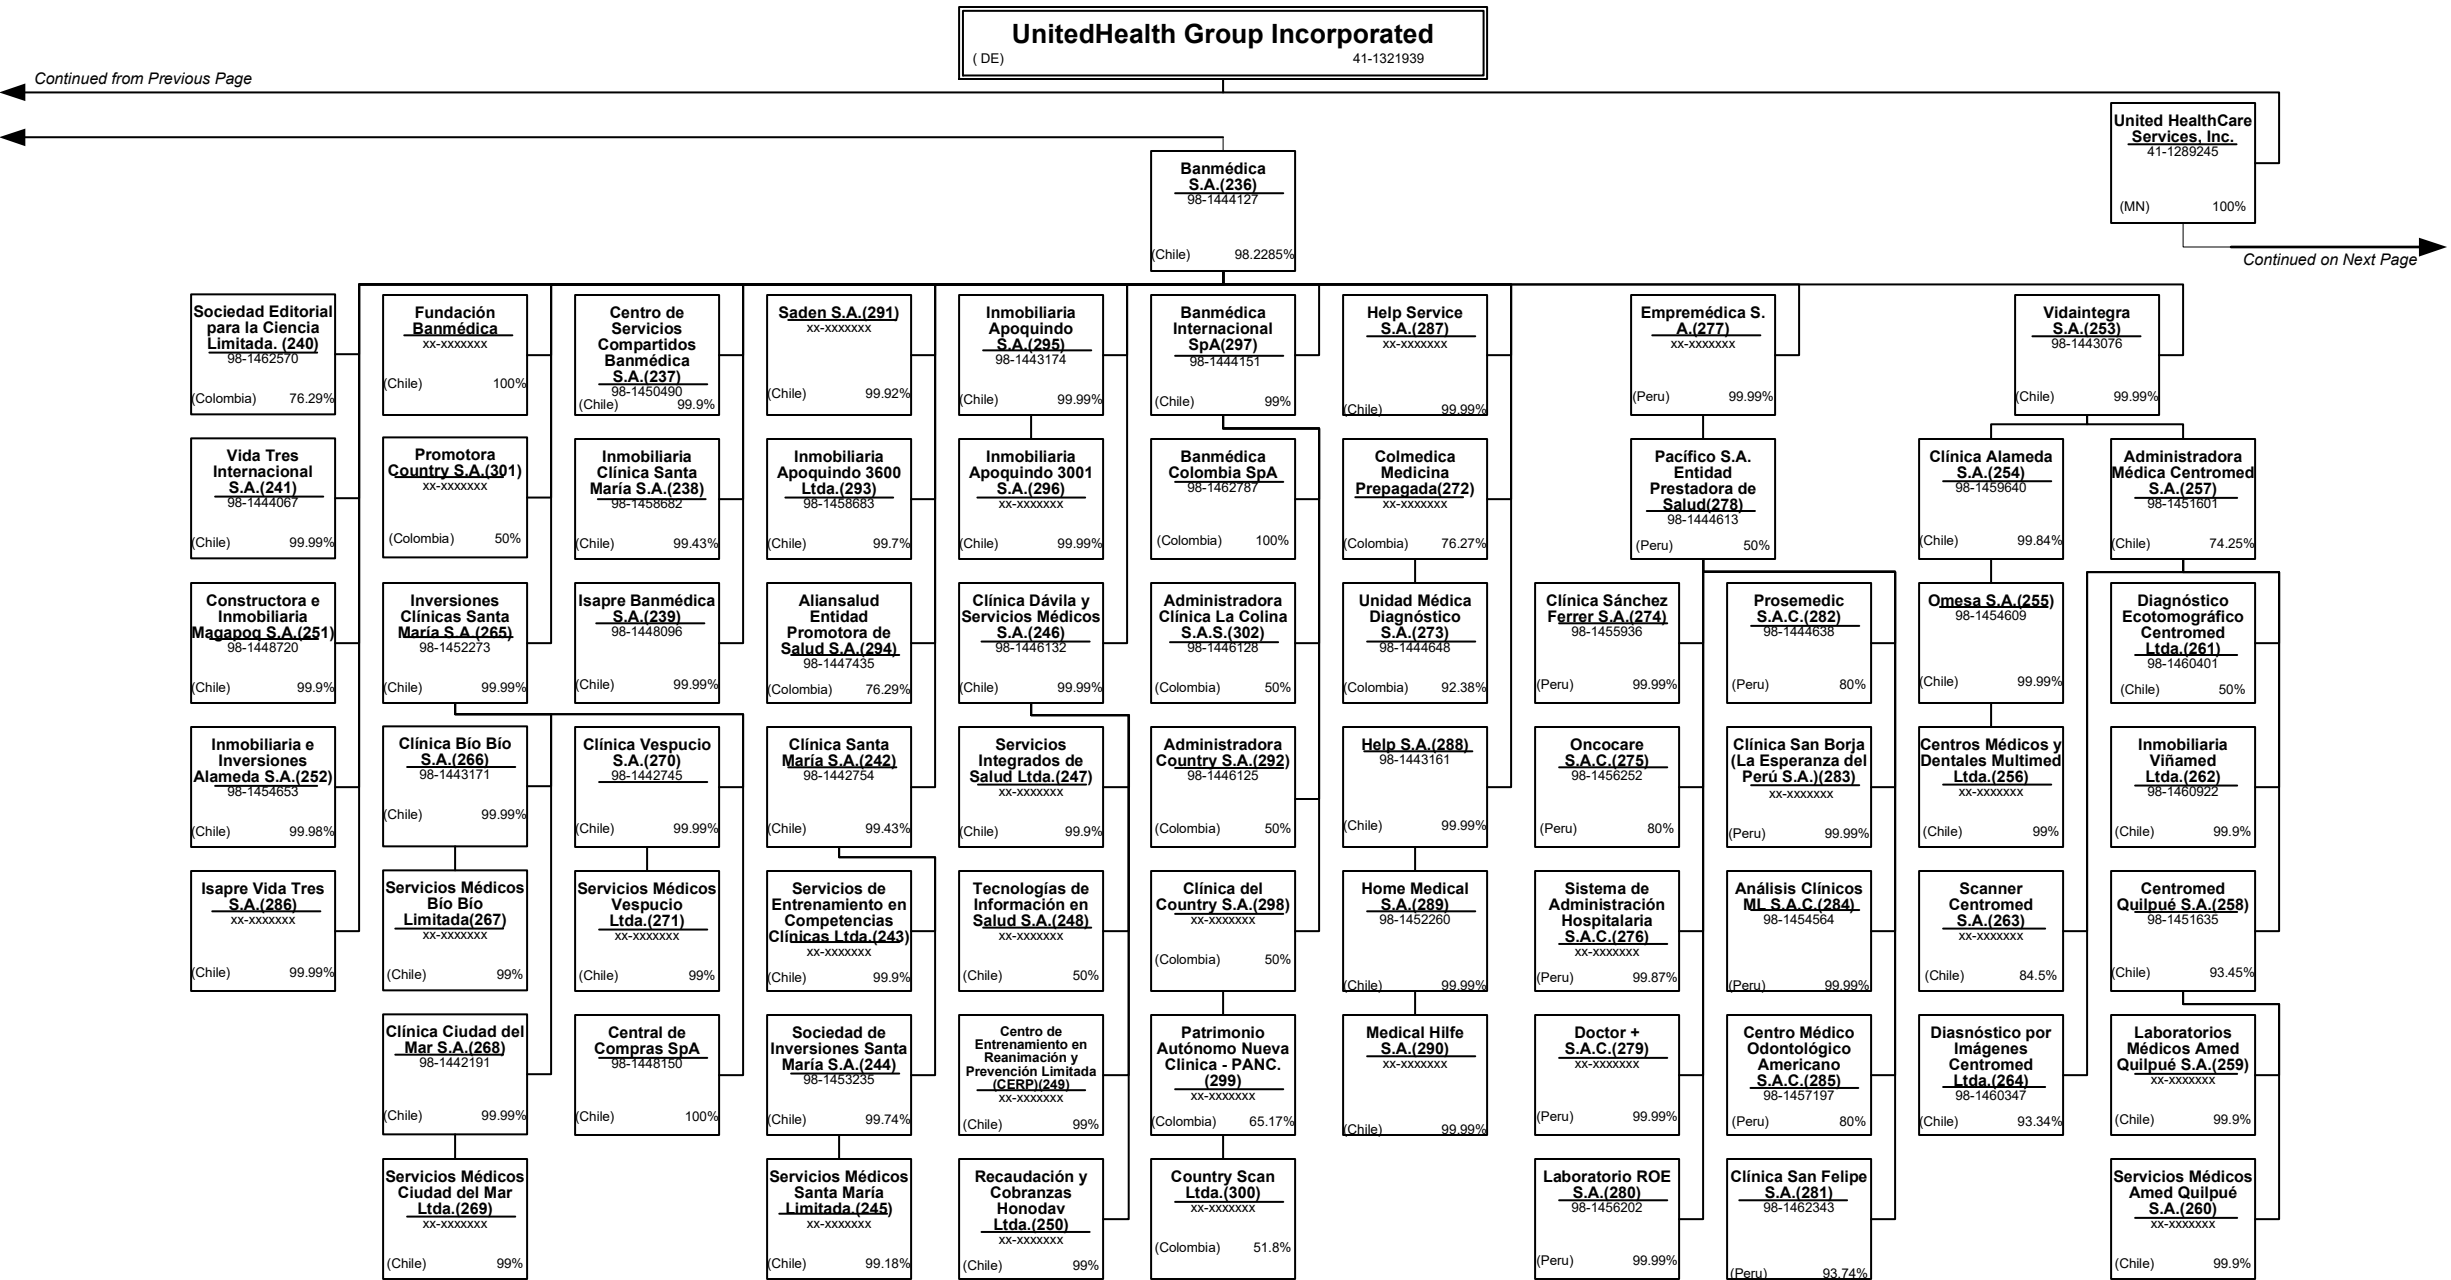 UnitedHealth Group Incorporated
( DE) 41-1321939
Continued from Previous Page
United HealthCare
Services, Inc.
41-1289245
(MN) 100%
Continued on Next Page
Banmédica
S.A.(236)
98-1444127
(Chile) 98.2285%
Sociedad Editorial
para la Ciencia
Limitada. (240)
98-1462570
(Colombia) 76.29%
Fundación
Banmédica
xx-xxxxxxx
(Chile) 100%
Centro de
Servicios
Compartidos
Banmédica
S.A.(237)
98-1450490
(Chile) 99.9%
Saden S.A.(291)
xx-xxxxxxx
(Chile) 99.92%
Inmobiliaria
Apoquindo
S.A.(295)
98-1443174
(Chile) 99.99%
Banmédica
Internacional
SpA(297)
98-1444151
(Chile) 99%
Help Service
S.A.(287)
xx-xxxxxxx
(Chile) 99.99%
Empremédica S.
A.(277)
xx-xxxxxxx
(Peru) 99.99%
Vidaintegra
S.A.(253)
98-1443076
(Chile) 99.99%
Vida Tres
Internacional
S.A.(241)
98-1444067
(Chile) 99.99%
Promotora
Country S.A.(301)
xx-xxxxxxx
(Colombia) 50%
Inmobiliaria
Clínica Santa
María S.A.(238)
98-1458682
(Chile) 99.43%
Inmobiliaria
Apoquindo 3600
Ltda.(293)
98-1458683
(Chile) 99.7%
Inmobiliaria
Apoquindo 3001
S.A.(296)
xx-xxxxxxx
(Chile) 99.99%
Banmédica
Colombia SpA
98-1462787
(Colombia) 100%
Colmedica
Medicina
Prepagada(272)
xx-xxxxxxx
(Colombia) 76.27%
Pacífico S.A.
Entidad
Prestadora de
Salud(278)
98-1444613
(Peru) 50%
Clínica Alameda
S.A.(254)
98-1459640
(Chile) 99.84%
Administradora
Médica Centromed
S.A.(257)
98-1451601
(Chile) 74.25%
Constructora e
Inmobiliaria
Magapoq S.A.(251)
98-1448720
(Chile) 99.9%
Inversiones
Clínicas Santa
María S.A.(265)
98-1452273
(Chile) 99.99%
Isapre Banmédica
S.A.(239)
98-1448096
(Chile) 99.99%
Aliansalud
Entidad
Promotora de
Salud S.A.(294)
98-1447435
(Colombia) 76.29%
Clínica Dávila y
Servicios Médicos
S.A.(246)
98-1446132
(Chile) 99.99%
Administradora
Clínica La Colina
S.A.S.(302)
98-1446128
(Colombia) 50%
Unidad Médica
Diagnóstico
S.A.(273)
98-1444648
(Colombia) 92.38%
Clínica Sánchez
Ferrer S.A.(274)
98-1455936
(Peru) 99.99%
Prosemedic
S.A.C.(282)
98-1444638
(Peru) 80%
Omesa S.A.(255)
98-1454609
(Chile) 99.99%
Diagnóstico
Ecotomográfico
Centromed
Ltda.(261)
98-1460401
(Chile) 50%
Inmobiliaria e
Inversiones
Alameda S.A.(252)
98-1454653
(Chile) 99.98%
Clínica Bío Bío
S.A.(266)
98-1443171
(Chile) 99.99%
Clínica Vespucio
S.A.(270)
98-1442745
(Chile) 99.99%
Clínica Santa
María S.A.(242)
98-1442754
(Chile) 99.43%
Servicios
Integrados de
Salud Ltda.(247)
xx-xxxxxxx
(Chile) 99.9%
Administradora
Country S.A.(292)
98-1446125
(Colombia) 50%
Help S.A.(288)
98-1443161
(Chile) 99.99%
Oncocare
S.A.C.(275)
98-1456252
(Peru) 80%
Clínica San Borja
(La Esperanza del
Perú S.A.)(283)
xx-xxxxxxx
(Peru) 99.99%
Centros Médicos y
Dentales Multimed
Ltda.(256)
xx-xxxxxxx
(Chile) 99%
Inmobiliaria
Viñamed
Ltda.(262)
98-1460922
(Chile) 99.9%
Isapre Vida Tres
S.A.(286)
xx-xxxxxxx
(Chile) 99.99%
Servicios Médicos
Bío Bío
Limitada(267)
xx-xxxxxxx
(Chile) 99%
Servicios Médicos
Vespucio
Ltda.(271)
xx-xxxxxxx
(Chile) 99%
Servicios de
Entrenamiento en
Competencias
Clínicas Ltda.(243)
xx-xxxxxxx
(Chile) 99.9%
Tecnologías de
Información en
Salud S.A.(248)
xx-xxxxxxx
(Chile) 50%
Clínica del
Country S.A.(298)
xx-xxxxxxx
(Colombia) 50%
Home Medical
S.A.(289)
98-1452260
(Chile) 99.99%
Sistema de
Administración
Hospitalaria
S.A.C.(276)
xx-xxxxxxx
(Peru) 99.87%
Análisis Clínicos
ML S.A.C.(284)
98-1454564
(Peru) 99.99%
Scanner
Centromed
S.A.(263)
xx-xxxxxxx
(Chile) 84.5%
Centromed
Quilpué S.A.(258)
98-1451635
(Chile) 93.45%
Clínica Ciudad del
Mar S.A.(268)
98-1442191
(Chile) 99.99%
Central de
Compras SpA
98-1448150
(Chile) 100%
Sociedad de
Inversiones Santa
María S.A.(244)
98-1453235
(Chile) 99.74%
Centro de
Entrenamiento en
Reanimación y
Prevención Limitada
(CERP)(249)
xx-xxxxxxx
(Chile) 99%
Patrimonio
Autónomo Nueva
Clinica - PANC.
(299)
xx-xxxxxxx
(Colombia) 65.17%
Medical Hilfe
S.A.(290)
xx-xxxxxxx
(Chile) 99.99%
Doctor +
S.A.C.(279)
xx-xxxxxxx
(Peru) 99.99%
Centro Médico
Odontológico
Americano
S.A.C.(285)
98-1457197
(Peru) 80%
Diasnóstico por
Imágenes
Centromed
Ltda.(264)
98-1460347
(Chile) 93.34%
Laboratorios
Médicos Amed
Quilpué S.A.(259)
xx-xxxxxxx
(Chile) 99.9%
Servicios Médicos
Ciudad del Mar
Ltda.(269)
xx-xxxxxxx
(Chile) 99%
Servicios Médicos
Santa María
Limitada.(245)
xx-xxxxxxx
(Chile) 99.18%
Recaudación y
Cobranzas
Honodav
Ltda.(250)
xx-xxxxxxx
(Chile) 99%
Country Scan
Ltda.(300)
xx-xxxxxxx
(Colombia) 51.8%
Laboratorio ROE
S.A.(280)
98-1456202
(Peru) 99.99%
Clínica San Felipe
S.A.(281)
98-1462343
(Peru) 93.74%
Servicios Médicos
Amed Quilpué
S.A.(260)
xx-xxxxxxx
(Chile) 99.9%